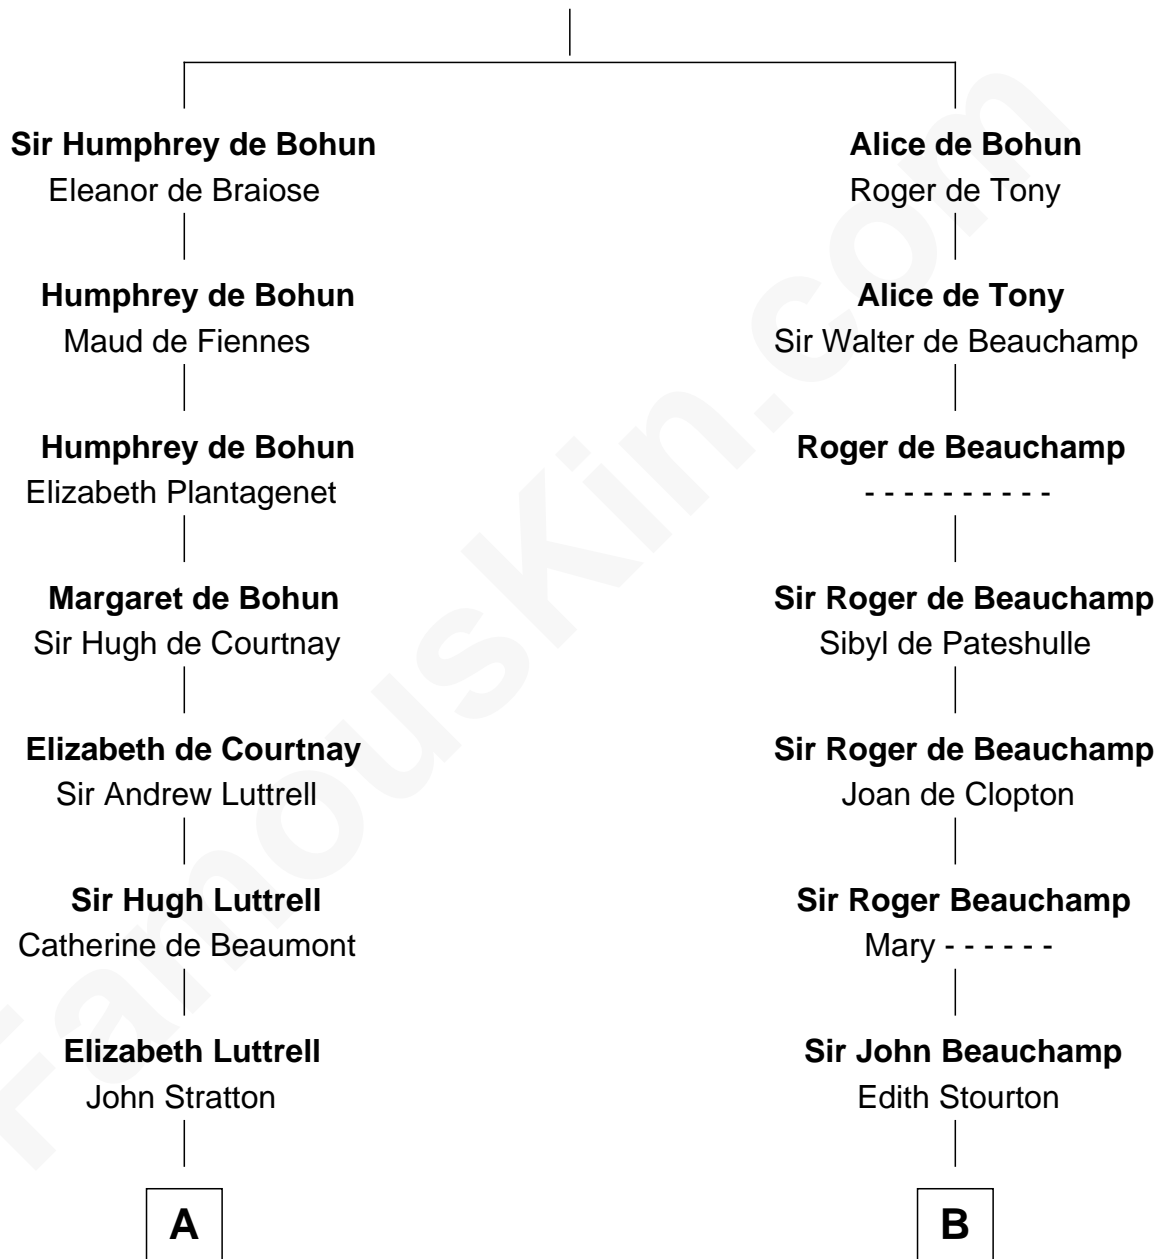 Sir Humphrey de Bohun
Eleanor de Braiose
Alice de Bohun
Roger de Tony
Humphrey de Bohun
Maud de Fiennes
Alice de Tony
Sir Walter de Beauchamp
Humphrey de Bohun
Elizabeth Plantagenet
Roger de Beauchamp
- - - - - - - - - -
Margaret de Bohun
Sir Hugh de Courtnay
Sir Roger de Beauchamp
Sibyl de Pateshulle
Elizabeth de Courtnay
Sir Andrew Luttrell
Sir Roger de Beauchamp
Joan de Clopton
Sir Hugh Luttrell
Catherine de Beaumont
Sir Roger Beauchamp
Mary - - - - - -
Elizabeth Luttrell
John Stratton
Sir John Beauchamp
Edith Stourton
A
B
FamousKin.com